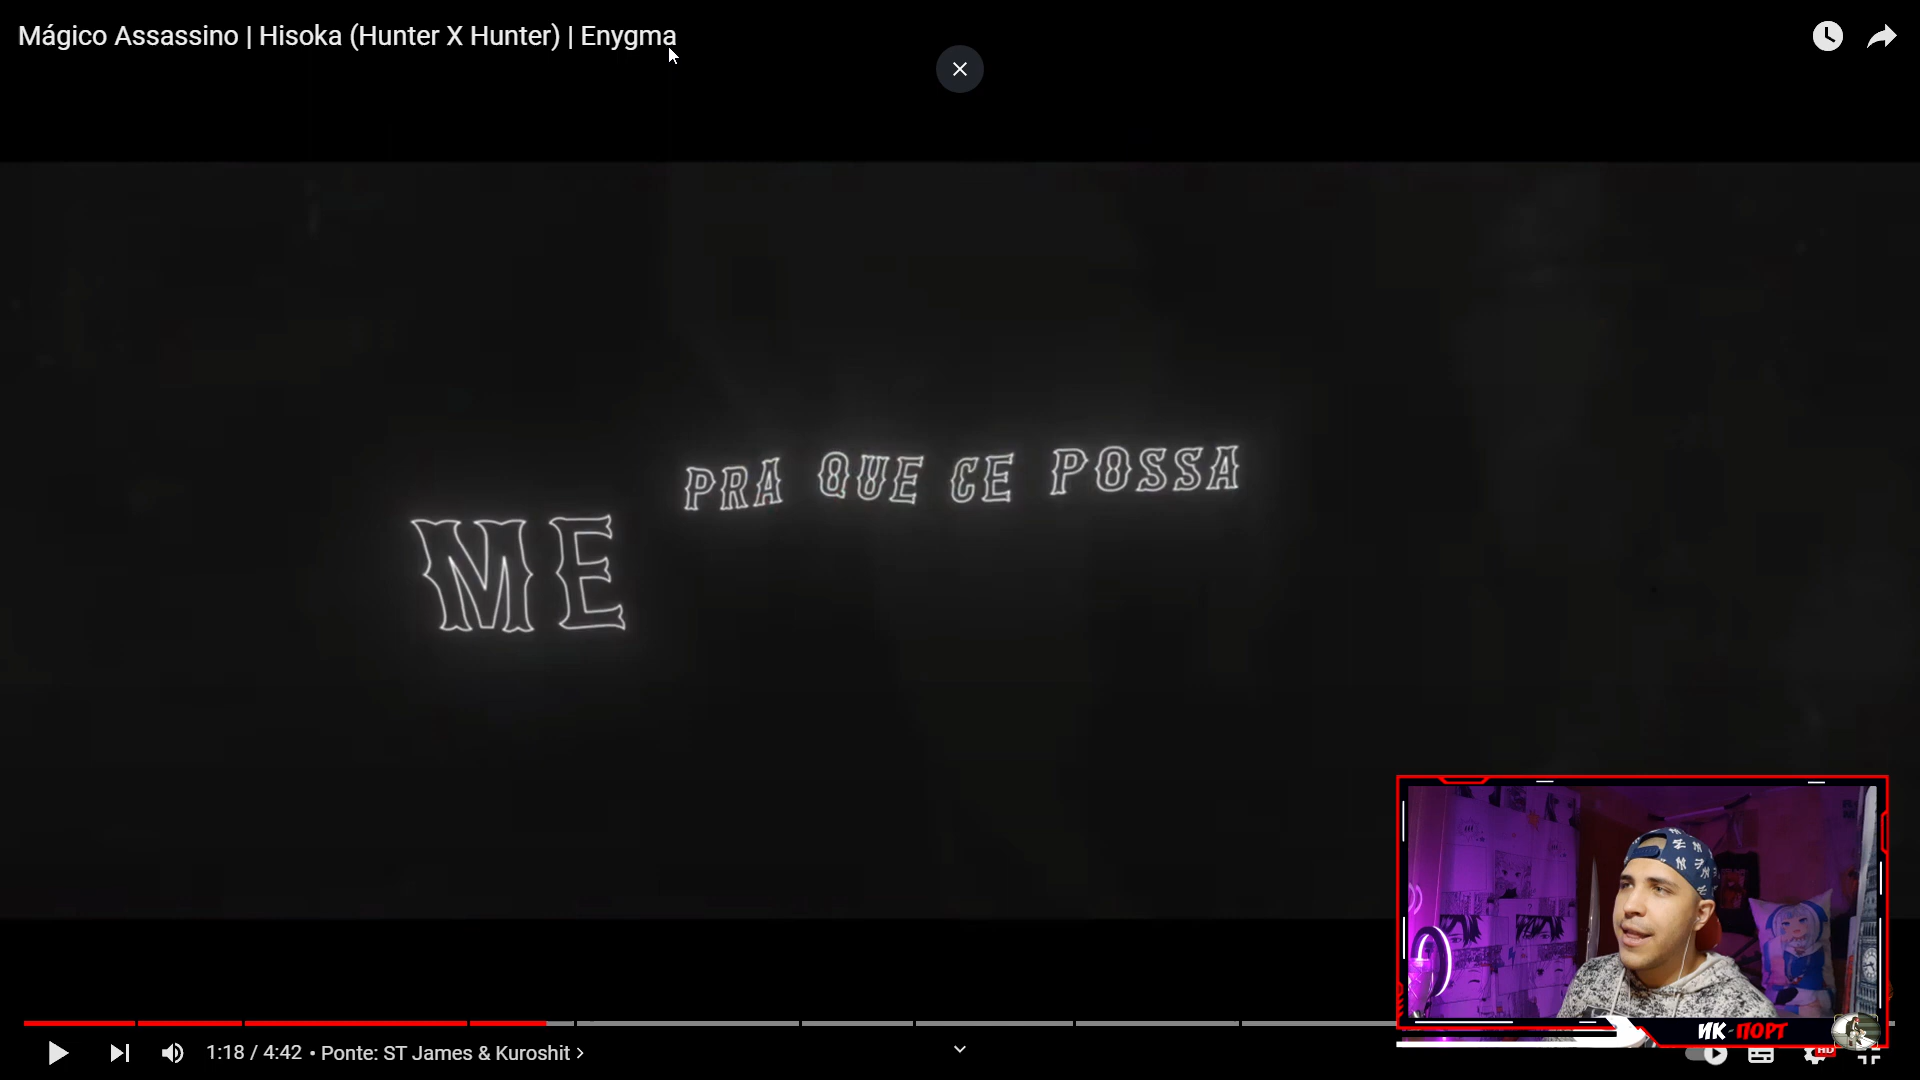 Mágico Assassino | Hisoka (Hunter X Hunter) | Enygma
PRA QUE CE POSSA
ME
1:18 / 4:42 • Ponte: ST James & Kuroshit >
ИК-ПОРТ
HD